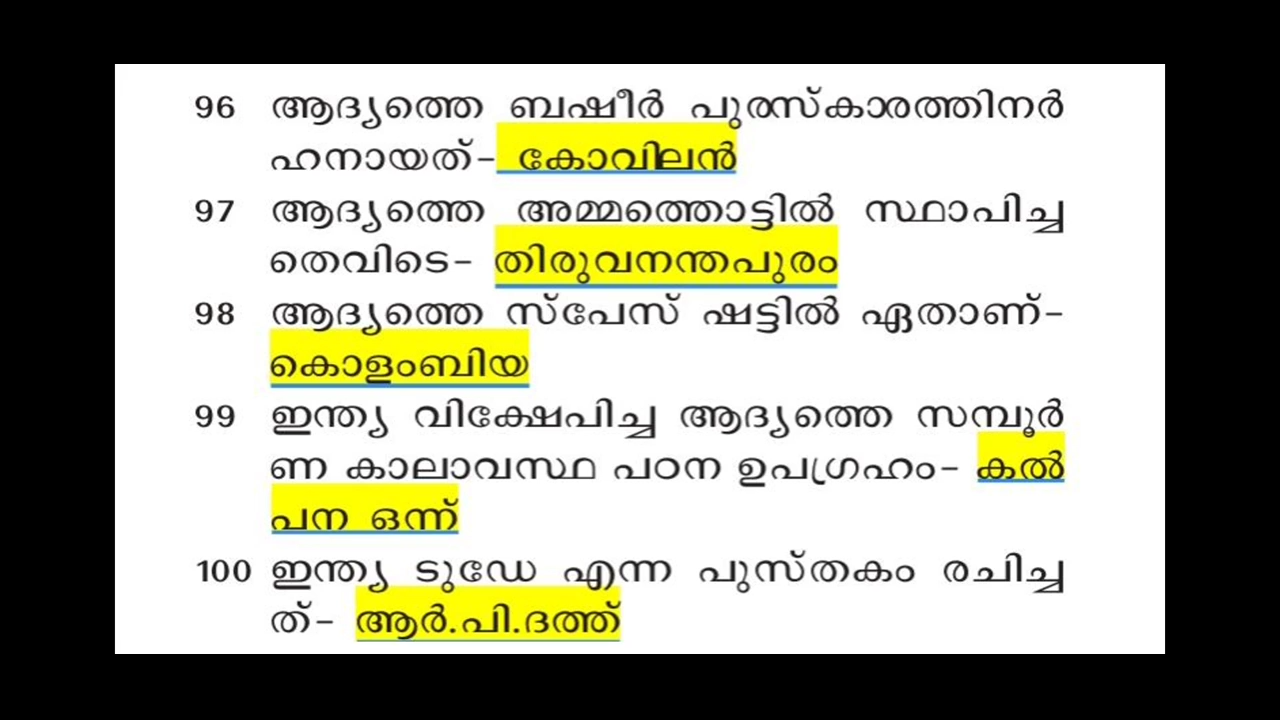 96 ആദ്യത്തെ ബഷീർ പുരസ്കാരത്തിനർ
ഹനായത്- കോവിലൻ
97 ആദ്യത്തെ അമ്മത്തൊട്ടിൽ സ്ഥാപിച്ച
തെവിടെ- തിരുവനന്തപുരം
98 ആദ്യത്തെ സ്പേസ് ഷട്ടിൽ ഏതാണ്-
കൊളംബിയ
99 ഇന്ത്യ വിക്ഷേപിച്ച ആദ്യത്തെ സമ്പൂർ
ണ കാലാവസ്ഥ പഠന ഉപഗ്രഹം- കൽ
പന ഒന്ന്
100 ഇന്ത്യ ടുഡേ എന്ന പുസ്തകം രചിച്ച
ത്- ആർ.പി.ദത്ത്